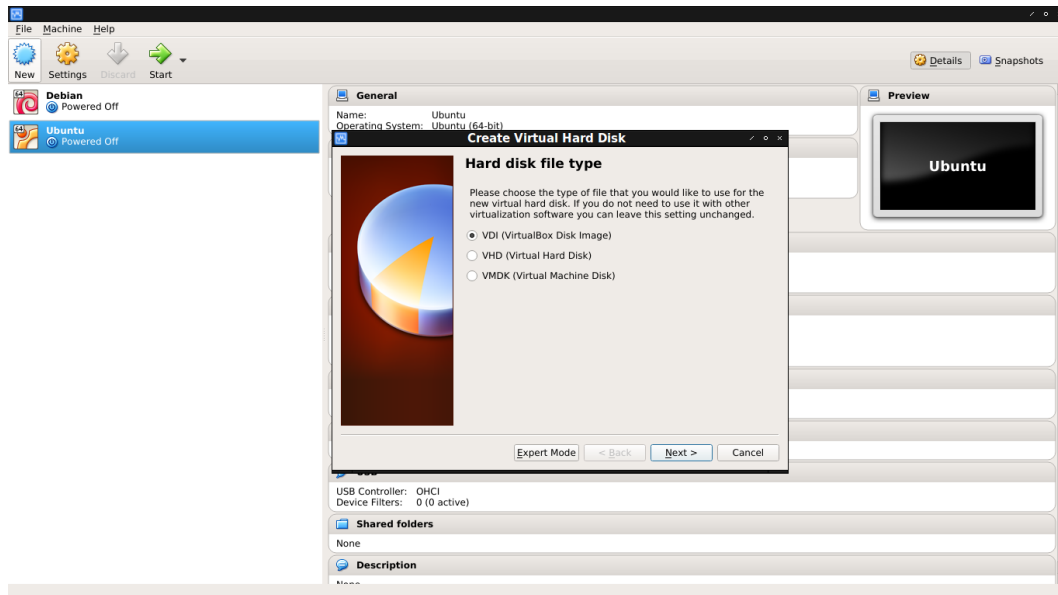 File Machine Help
New Settings Discard Start
Details Snapshots
64 Debian
Powered Off
64 Ubuntu
Powered Off
General
Name: Ubuntu
Operating System: Ubuntu (64-bit)
Preview
Ubuntu
Create Virtual Hard Disk
Hard disk file type
Please choose the type of file that you would like to use for the
new virtual hard disk. If you do not need to use it with other
virtualization software you can leave this setting unchanged.
VDI (VirtualBox Disk Image)
VHD (Virtual Hard Disk)
VMDK (Virtual Machine Disk)
Expert Mode < Back Next > Cancel
USB Controller: OHCI
Device Filters: 0 (0 active)
Shared folders
None
Description
None